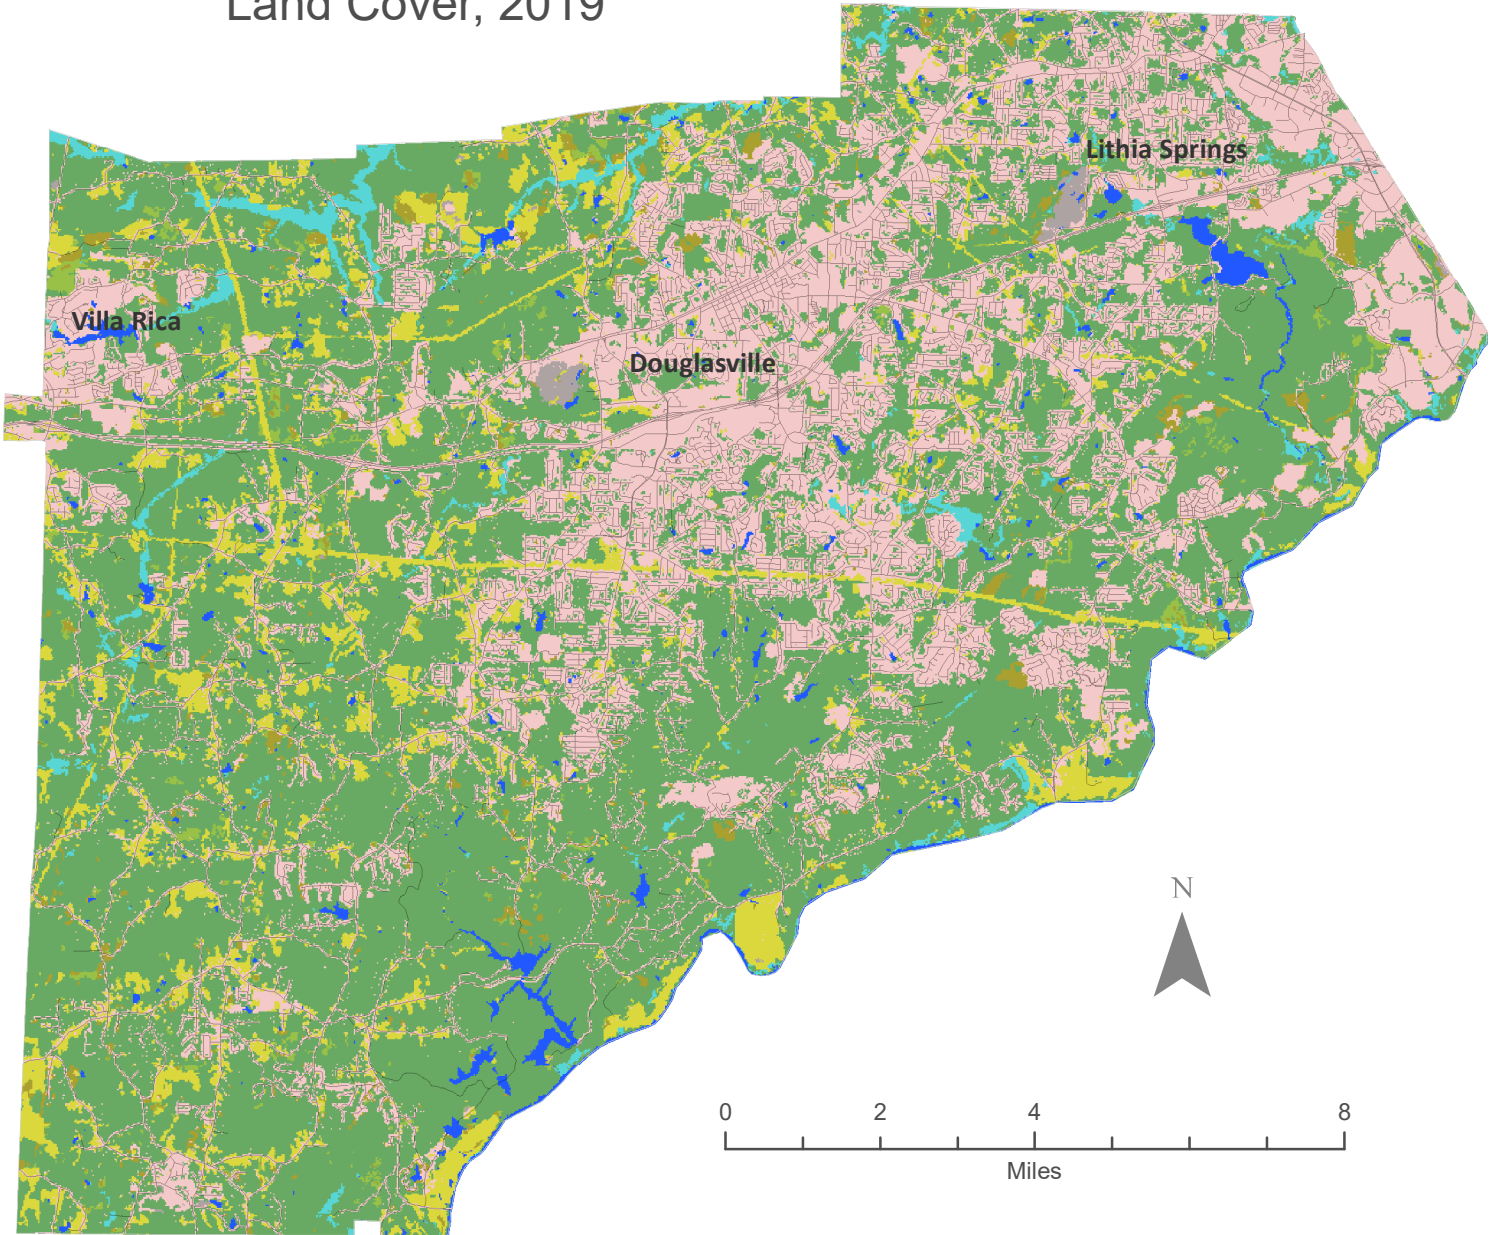 Land Cover, 2019
Lithia Springs
Villa Rica
Douglasville
N
0 2 4 8
Miles